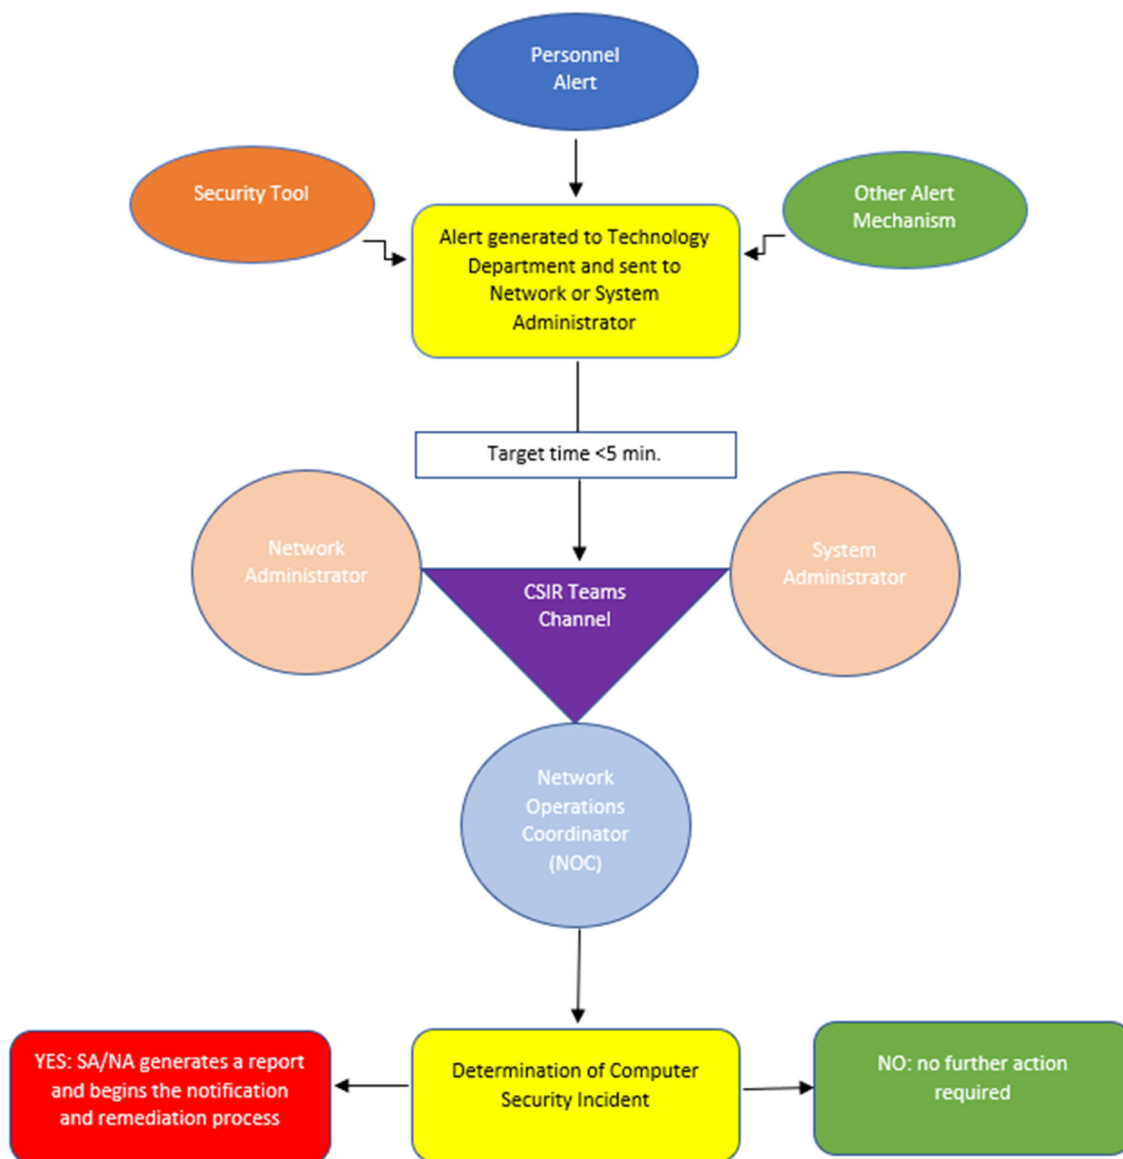 Personnel
Alert
Security Tool
Other Alert
Mechanism
Alert generated to Technology
Department and sent to
Network or System
Administrator
Target time <5 min.
Network
Administrator
System
Administrator
CSIR Teams
Channel
Network
Operations
Coordinator
(NOC)
YES: SA/NA generates a report
and begins the notification
and remediation process
Determination of Computer
Security Incident
NO: no further action
required